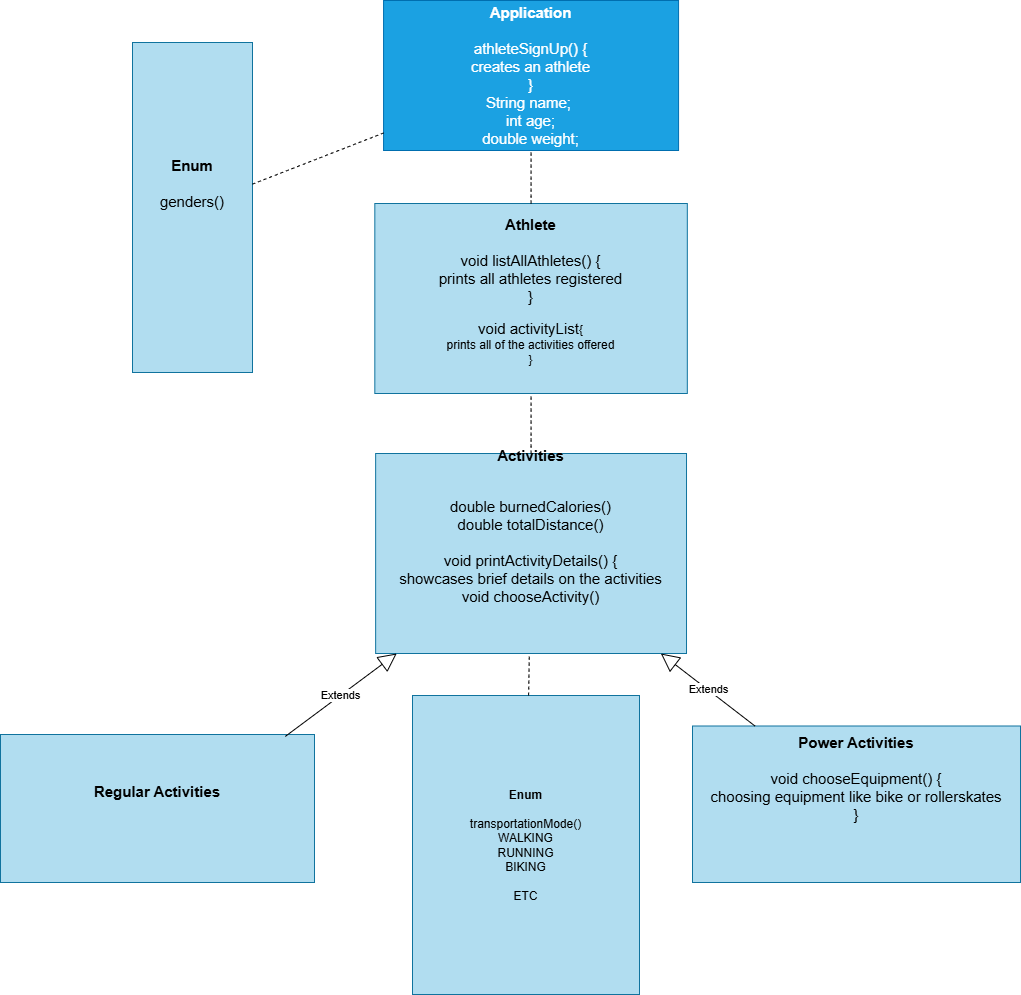 Application
athleteSignUp() {
creates an athlete
}
String name;
int age;
double weight;
Enum
genders()
Athlete
void listAllAthletes() {
prints all athletes registered
}
void activityList{
prints all of the activities offered
}
Activities
double burnedCalories()
double totalDistance()
void printActivityDetails() {
showcases brief details on the activities
void chooseActivity()
Extends
Extends
Regular Activities
Enum
transportationMode()
WALKING
RUNNING
BIKING
ETC
Power Activities
void chooseEquipment() {
choosing equipment like bike or rollerskates
}